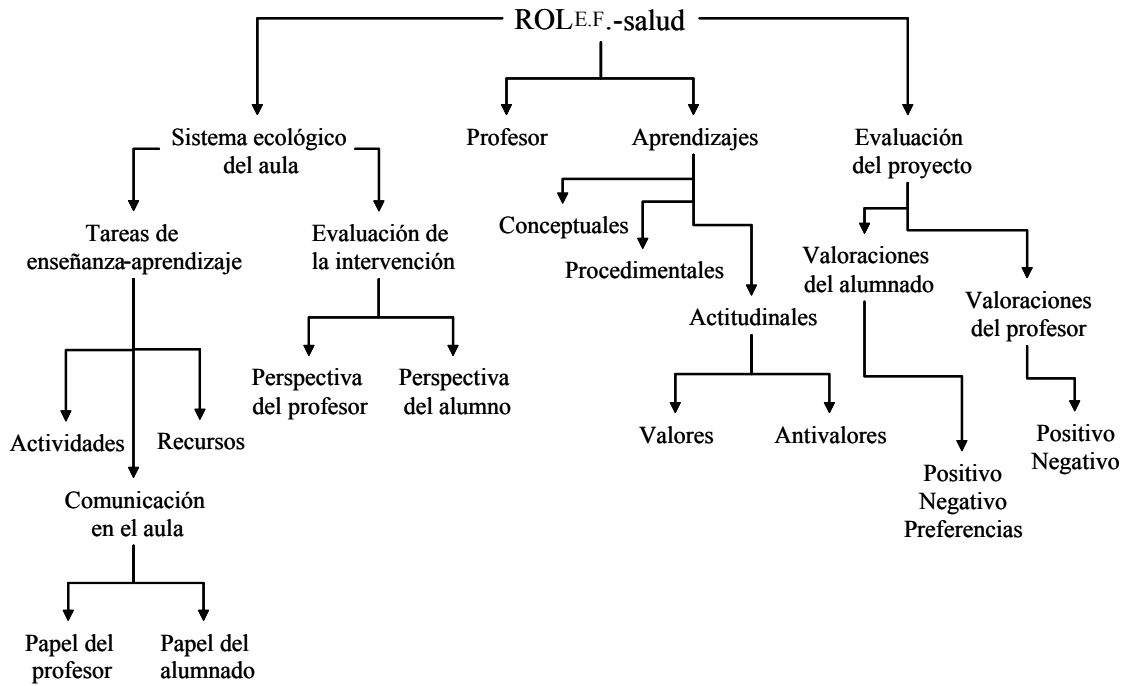 ROL E.F.-salud
Sistema ecológico
del aula
Profesor
Aprendizajes
Evaluación
del proyecto
Tareas de
enseñanza-aprendizaje
Evaluación de
la intervención
Conceptuales
Procedimentales
Actitudinales
Valoraciones
del alumnado
Valoraciones
del profesor
Actividades
Recursos
Perspectiva
del profesor
Perspectiva
del alumno
Valores
Antivalores
Positivo
Negativo
Preferencias
Positivo
Negativo
Comunicación
en el aula
Papel del
profesor
Papel del
alumnado